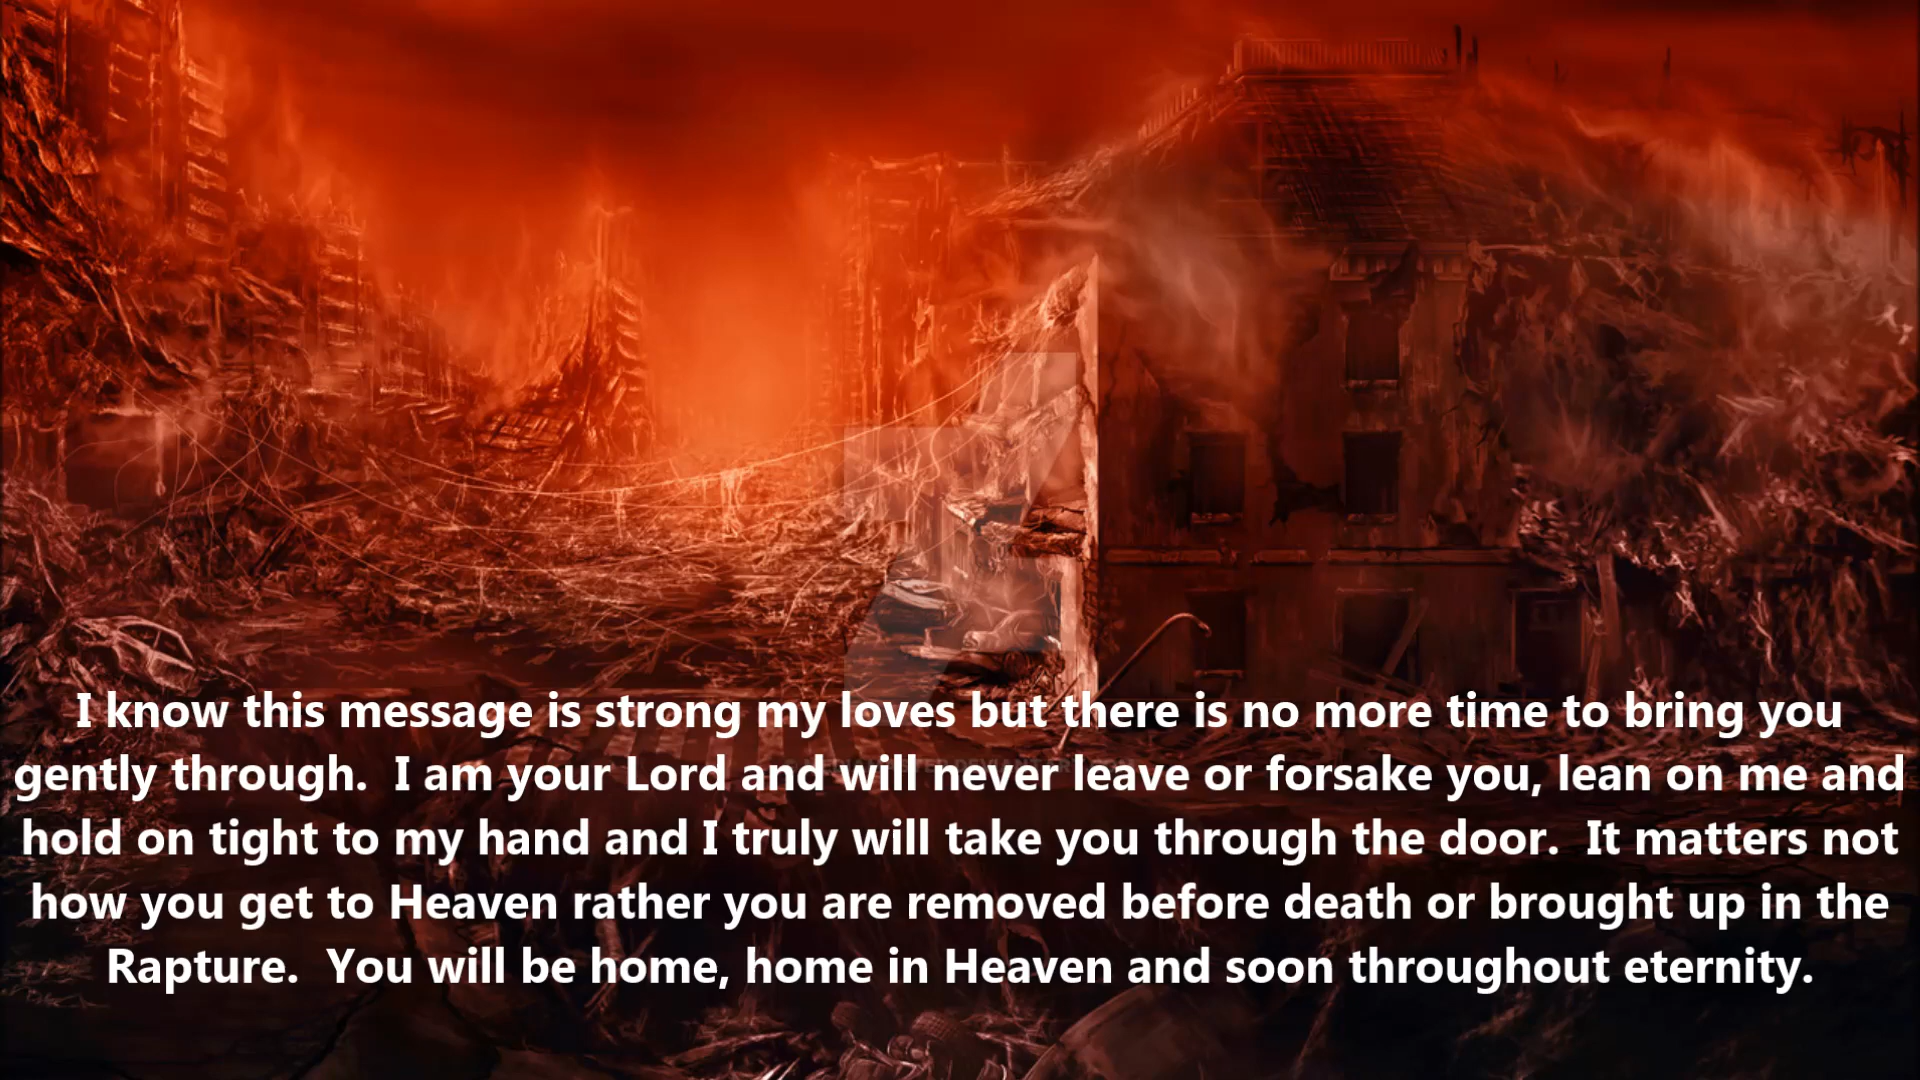 I know this message is strong my loves but there is no more time to bring you
gently through.  I am your Lord and will never leave or forsake you, lean on me and
hold on tight to my hand and I truly will take you through the door.  It matters not
how you get to Heaven rather you are removed before death or brought up in the
Rapture.  You will be home, home in Heaven and soon throughout eternity.